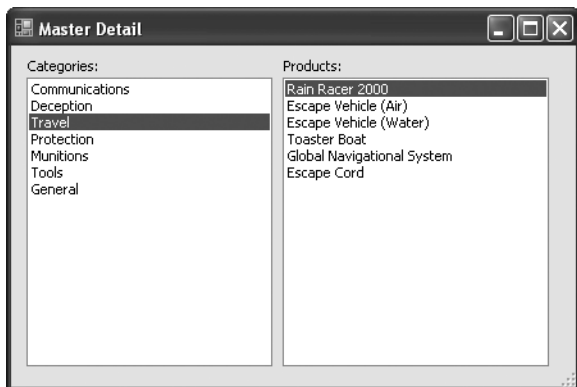 Master Detail
Categories:
Communications
Deception
Travel
Protection
Munitions
Tools
General
Products:
Rain Racer 2000
Escape Vehicle (Air)
Escape Vehicle (Water)
Toaster Boat
Global Navigational System
Escape Cord